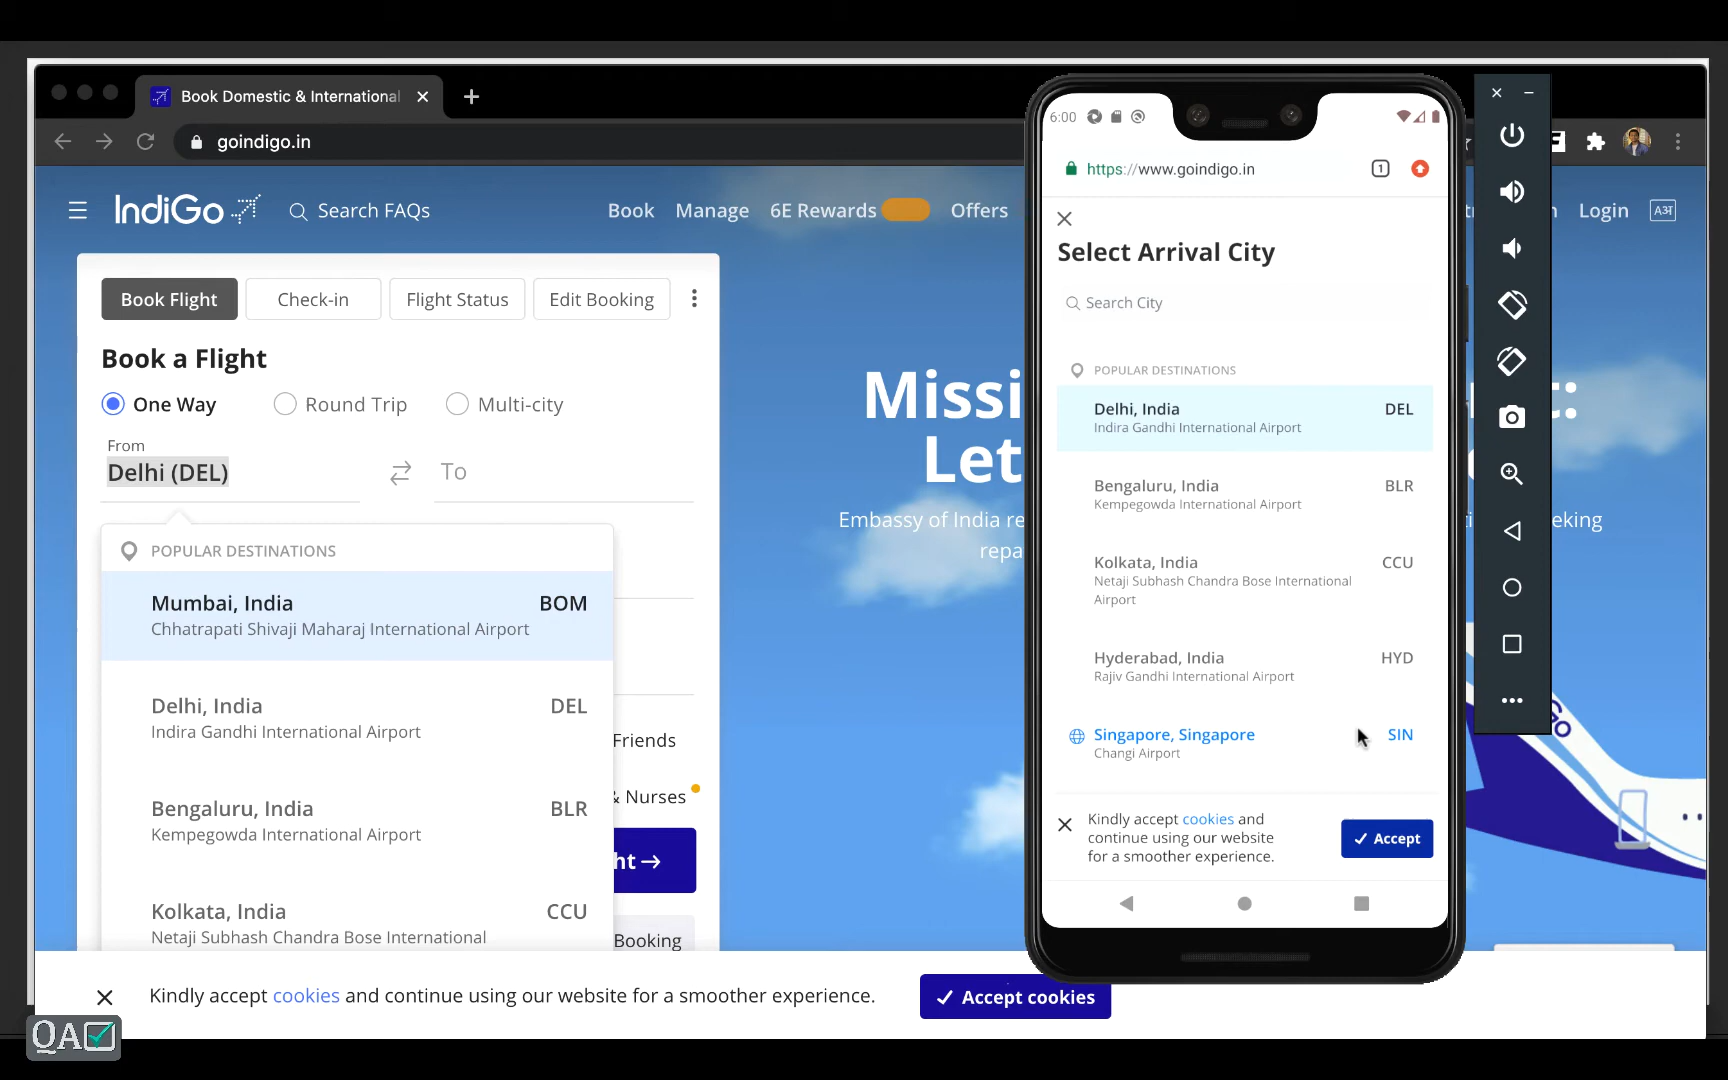 Book Domestic & International
goindigo.in
IndiGo
Search FAQs
Book
Manage
6E Rewards
Offers
Login
Book Flight
Check-in
Flight Status
Edit Booking
Book a Flight
One Way
Round Trip
Multi-city
From
Delhi (DEL)
To
POPULAR DESTINATIONS
Mumbai, India BOM
Chhatrapati Shivaji Maharaj International Airport
Delhi, India DEL
Indira Gandhi International Airport
Friends
& Nurses
Bengaluru, India BLR
Kempegowda International Airport
ht →
Kolkata, India CCU
Netaji Subhash Chandra Bose International
Booking
Missi
Let
Embassy of India re
eking
repa
6:00
https://www.goindigo.in
1
Select Arrival City
Search City
POPULAR DESTINATIONS
Delhi, India DEL
Indira Gandhi International Airport
Bengaluru, India BLR
Kempegowda International Airport
Kolkata, India CCU
Netaji Subhash Chandra Bose International
Airport
Hyderabad, India HYD
Rajiv Gandhi International Airport
Singapore, Singapore SIN
Changi Airport
Kindly accept cookies and
continue using our website
for a smoother experience.
Accept
Kindly accept cookies and continue using our website for a smoother experience.
Accept cookies
QA